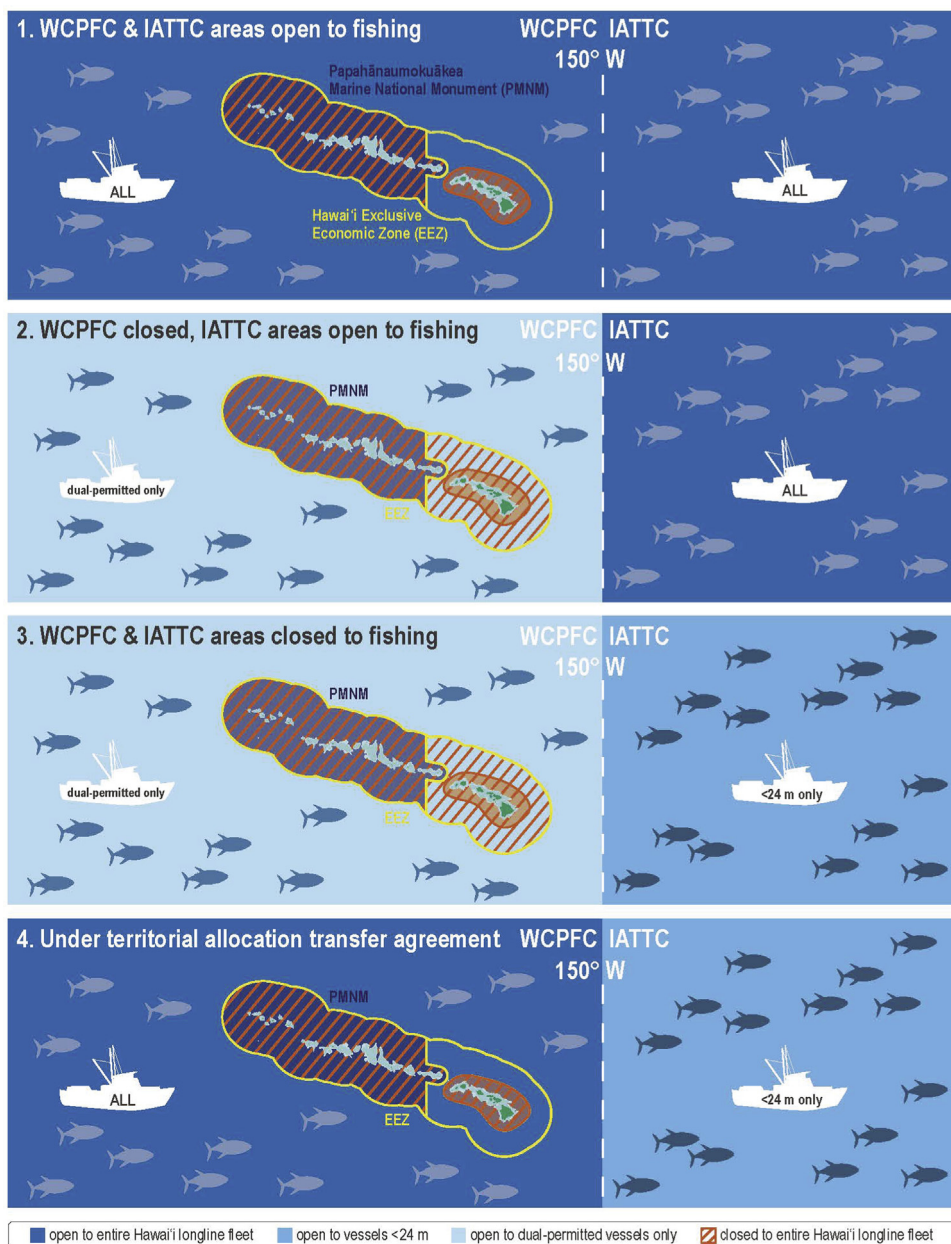 1. WCPFC & IATTC areas open to fishing
WCPFC IATTC
150° W
Papahānaumokuākea
Marine National Monument (PMNM)
ALL
ALL
Hawaiʻi Exclusive
Economic Zone (EEZ)
2. WCPFC closed, IATTC areas open to fishing
WCPFC IATTC
150° W
PMNM
dual-permitted only
ALL
EEZ
3. WCPFC & IATTC areas closed to fishing
WCPFC IATTC
150° W
PMNM
dual-permitted only
<24 m only
EEZ
4. Under territorial allocation transfer agreement
WCPFC IATTC
150° W
PMNM
ALL
<24 m only
EEZ
open to entire Hawaiʻi longline fleet open to vessels <24 m open to dual-permitted vessels only closed to entire Hawaiʻi longline fleet